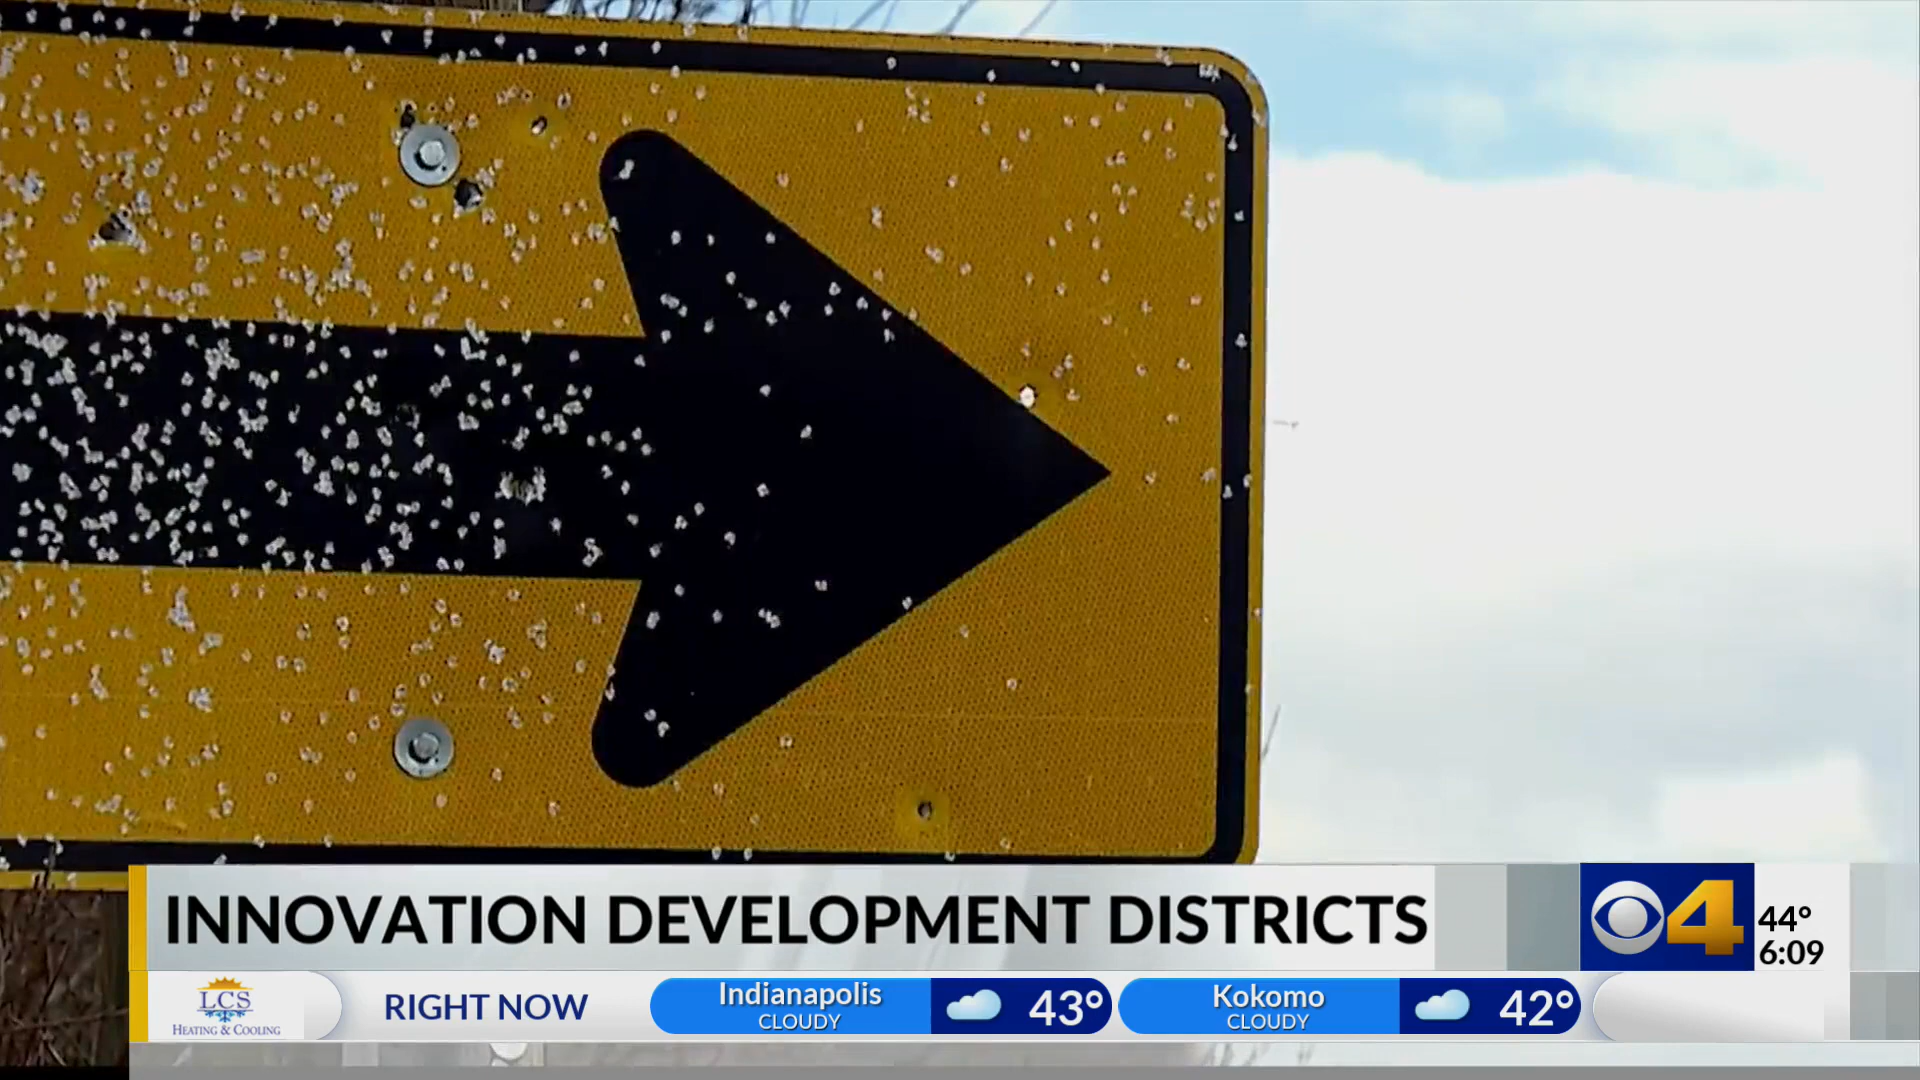 INNOVATION DEVELOPMENT DISTRICTS
4
44°
6:09
LCS
HEATING & COOLING
RIGHT NOW
Indianapolis
CLOUDY
43°
Kokomo
CLOUDY
42°